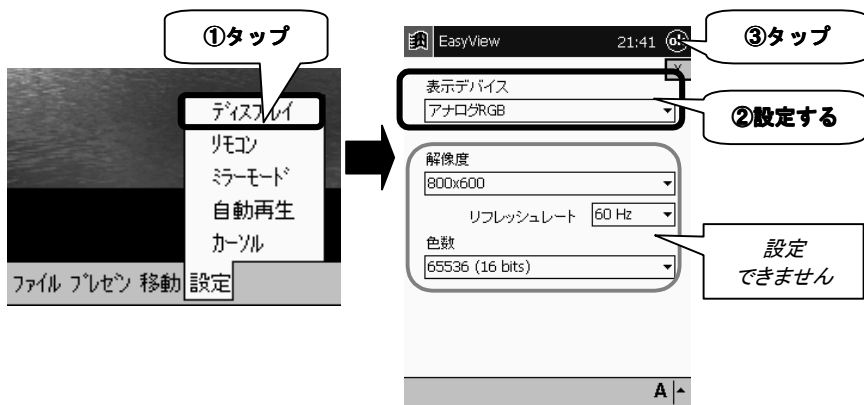 ①タップ
ディスプレイ
リモコン
ミラーモード
自動再生
カーソル
ファイル プレゼン 移動 設定
EasyView 21:41 ok
X
表示デバイス
アナログRGB
解像度
800x600
リフレッシュレート 60 Hz
色数
65536 (16 bits)
A
③タップ
②設定する
設定
できません